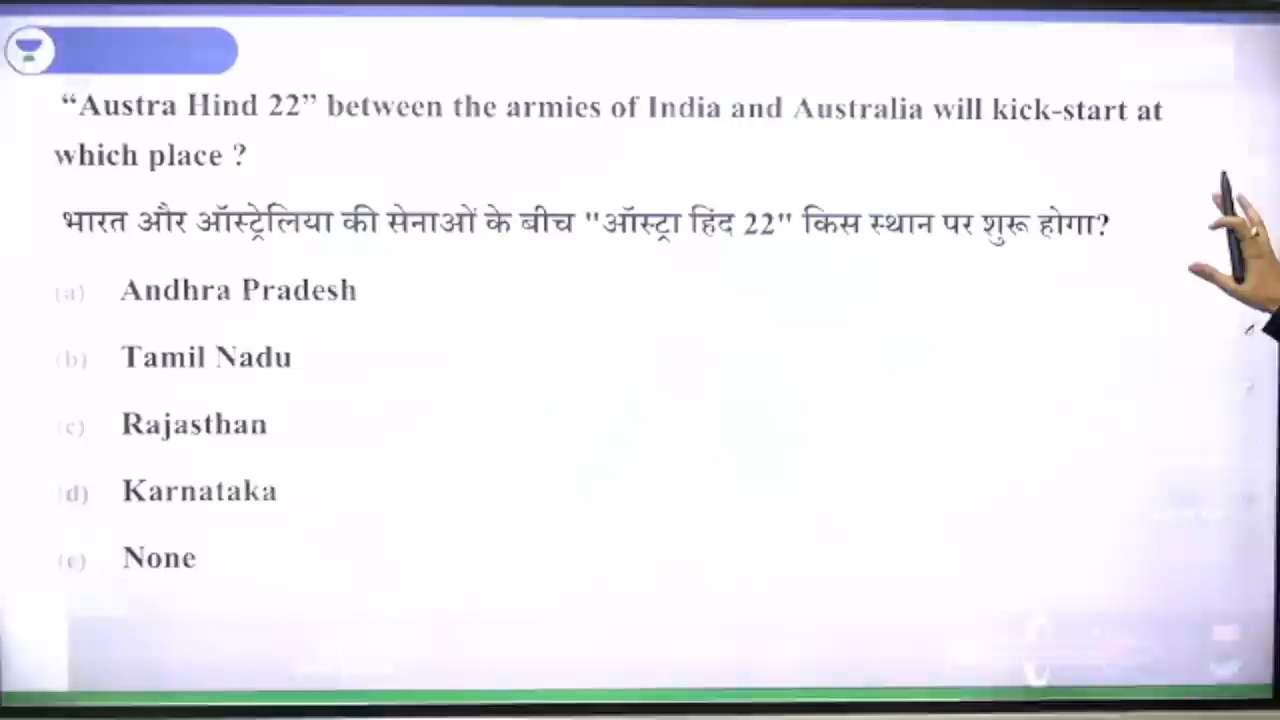 “Austra Hind 22” between the armies of India and Australia will kick-start at
which place ?
भारत और ऑस्ट्रेलिया की सेनाओं के बीच "ऑस्ट्रा हिंद 22" किस स्थान पर शुरू होगा?
(a) Andhra Pradesh
(b) Tamil Nadu
(c) Rajasthan
(d) Karnataka
(e) None